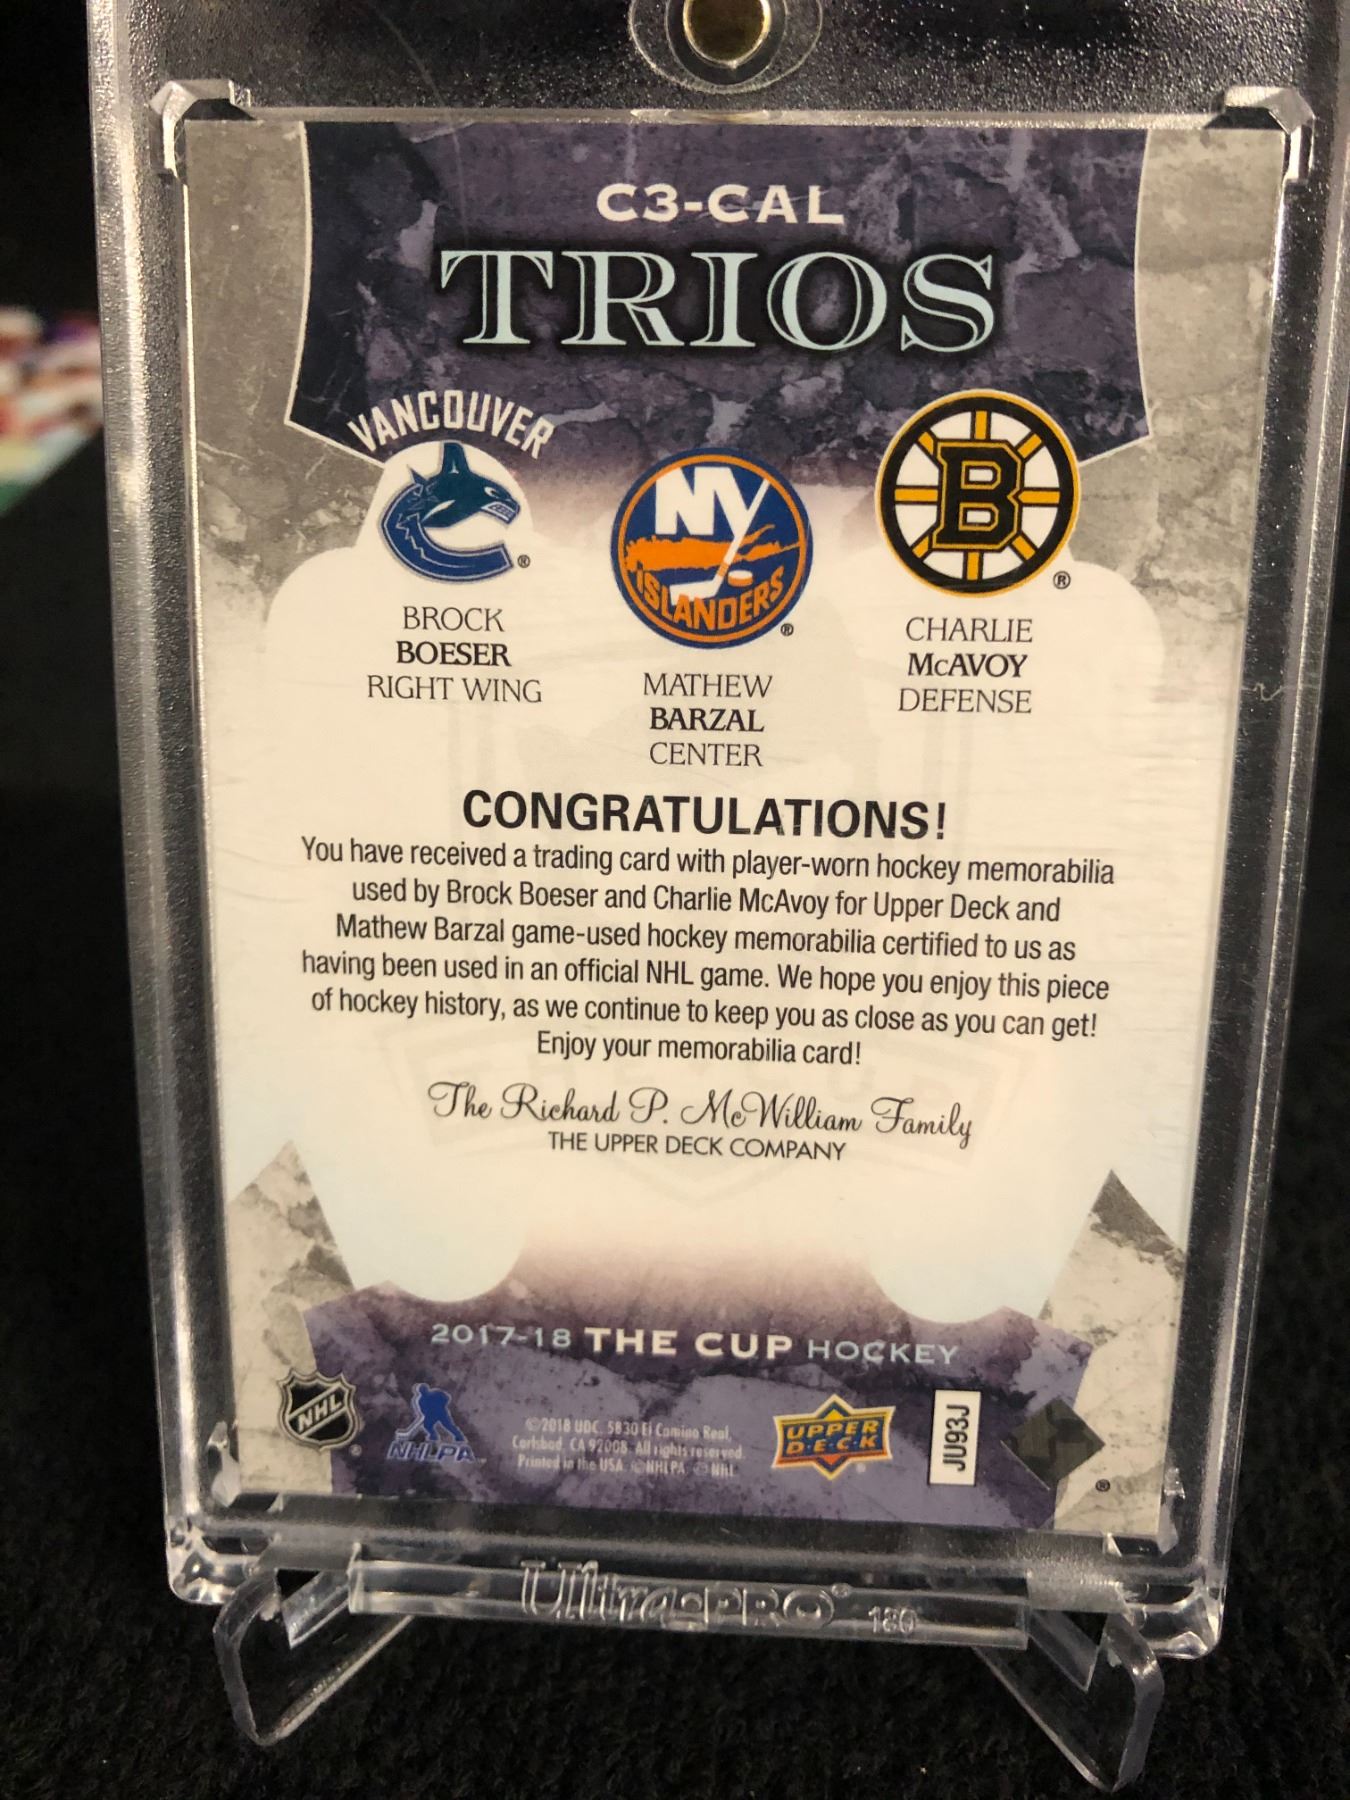 C3-CAL
TRIOS
VANCOUVER
NY
ISLANDERS
B
BROCK
BOESER
RIGHT WING
MATHEW
BARZAL
CENTER
CHARLIE
McAVOY
DEFENSE
CONGRATULATIONS!
You have received a trading card with player-worn hockey memorabilia
used by Brock Boeser and Charlie McAvoy for Upper Deck and
Mathew Barzal game-used hockey memorabilia certified to us as
having been used in an official NHL game. We hope you enjoy this piece
of hockey history, as we continue to keep you as close as you can get!
Enjoy your memorabilia card!
The Richard P. McWilliam Family
THE UPPER DECK COMPANY
2017-18 THE CUP HOCKEY
NHL
NHLPA
©2018 UDC. 5830 El Camino Real,
Carlsbad, CA 92008. All rights reserved.
Printed in the USA. ©NHLPA. © NHL
UPPER
DECK
JU93J
Ultra-PRO® 180